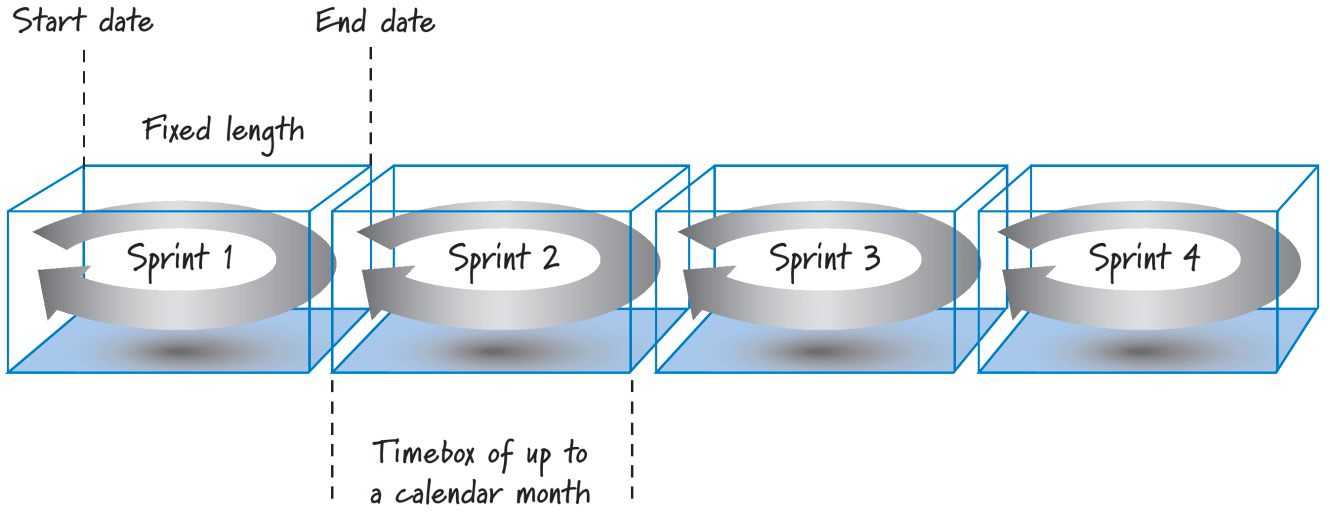 Start date
End date
Fixed length
Sprint 1
Sprint 2
Sprint 3
Sprint 4
Timebox of up to
a calendar month